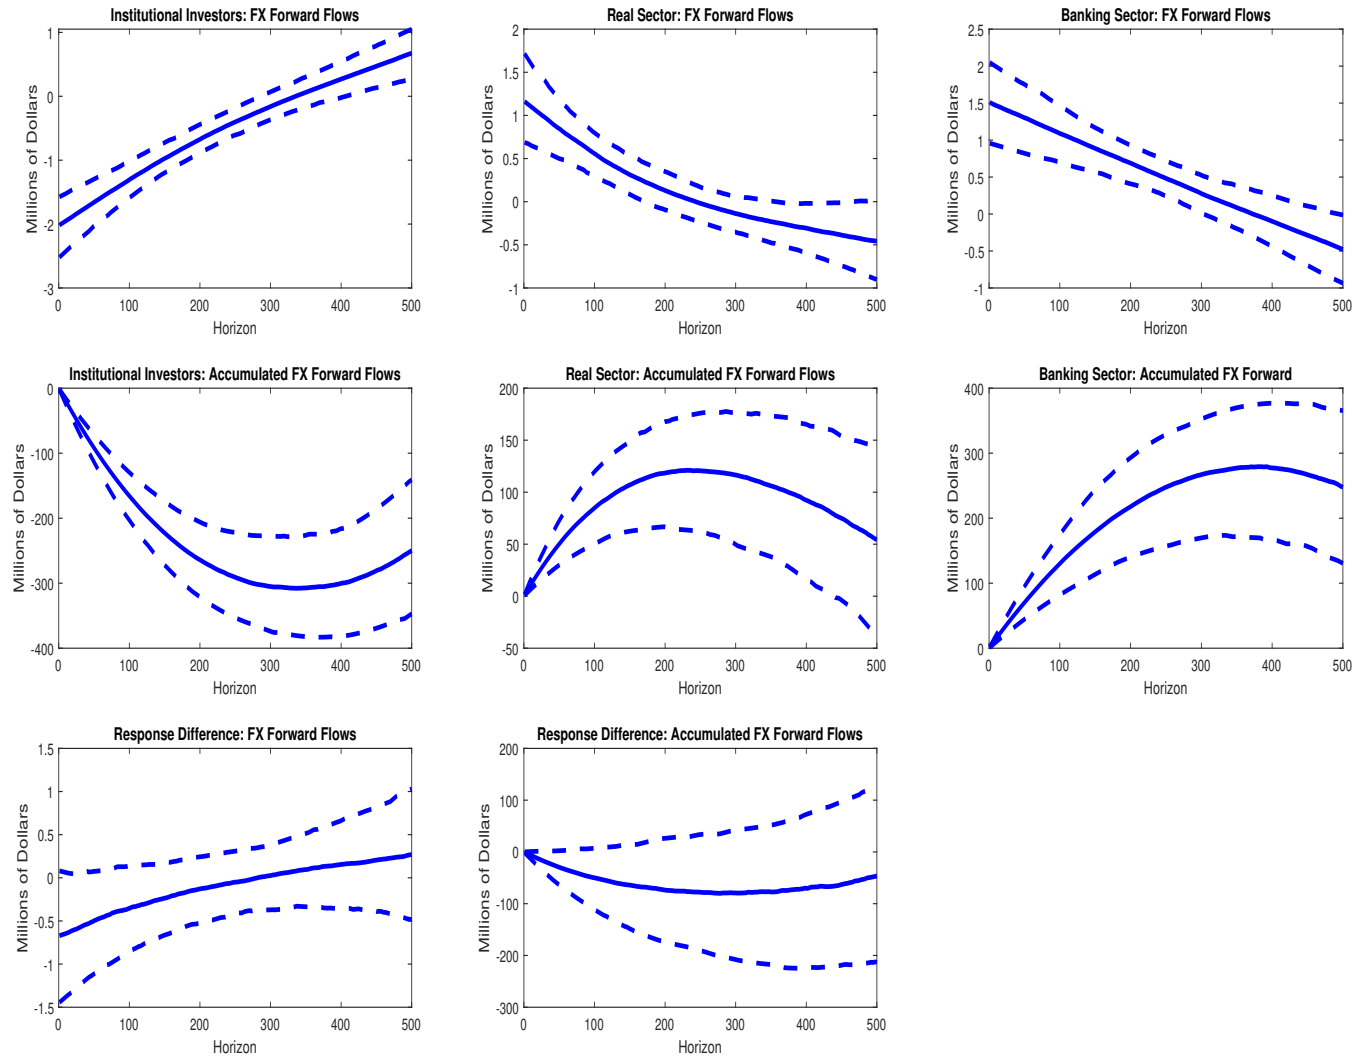 Institutional Investors: FX Forward Flows
Millions of Dollars
1
0
-1
-2
-3
0 100 200 300 400 500
Horizon
Real Sector: FX Forward Flows
Millions of Dollars
2
1.5
1
0.5
0
-0.5
-1
0 100 200 300 400 500
Horizon
Banking Sector: FX Forward Flows
Millions of Dollars
2.5
2
1.5
1
0.5
0
-0.5
-1
0 100 200 300 400 500
Horizon
Institutional Investors: Accumulated FX Forward Flows
Millions of Dollars
0
-100
-200
-300
-400
0 100 200 300 400 500
Horizon
Real Sector: Accumulated FX Forward Flows
Millions of Dollars
200
150
100
50
0
-50
0 100 200 300 400 500
Horizon
Banking Sector: Accumulated FX Forward
Millions of Dollars
400
300
200
100
0
0 100 200 300 400 500
Horizon
Response Difference: FX Forward Flows
Millions of Dollars
1.5
1
0.5
0
-0.5
-1
-1.5
0 100 200 300 400 500
Horizon
Response Difference: Accumulated FX Forward Flows
Millions of Dollars
200
100
0
-100
-200
-300
0 100 200 300 400 500
Horizon